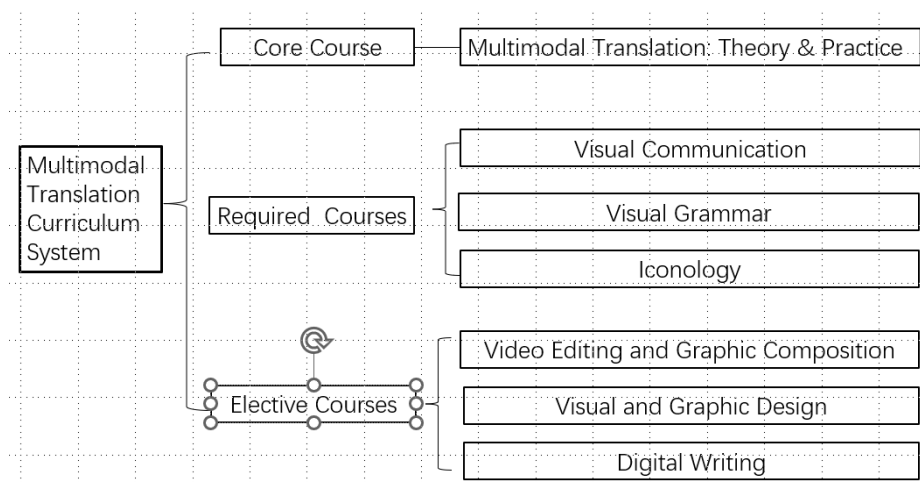 Core Course
Multimodal Translation: Theory & Practice
Multimodal
Translation
Curriculum
System
Required Courses
Visual Communication
Visual Grammar
Iconology
Elective Courses
Video Editing and Graphic Composition
Visual and Graphic Design
Digital Writing